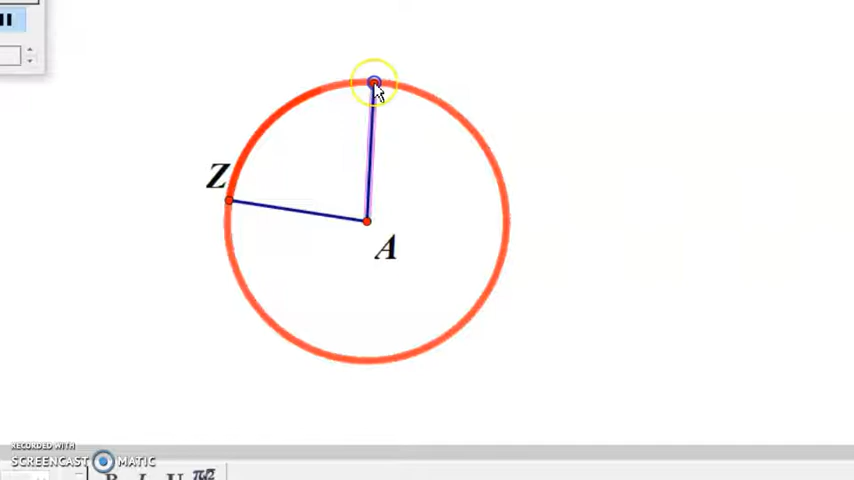 Z
A
RECORDED WITH
SCREENCAST MATIC
B I U